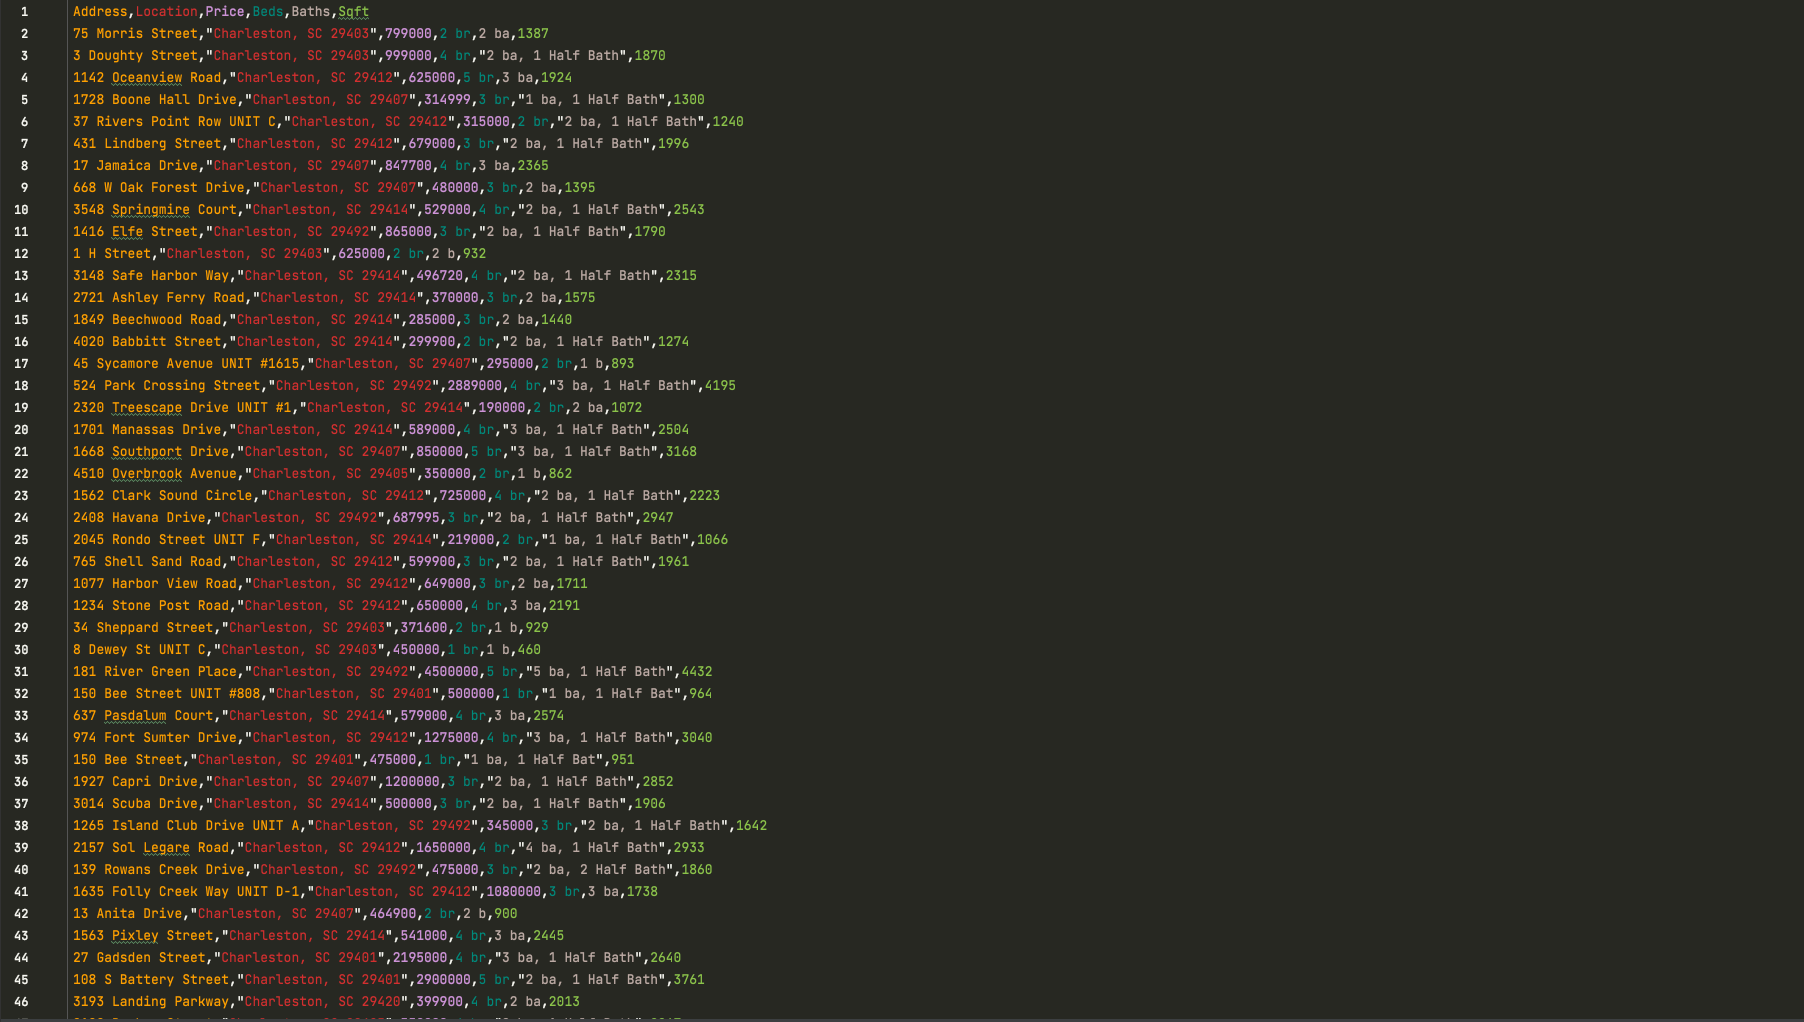 1 Address,Location,Price,Beds,Baths,Sqft
2 75 Morris Street,"Charleston, SC 29403",799000,2 br,2 ba,1387
3 3 Doughty Street,"Charleston, SC 29403",999000,4 br,"2 ba, 1 Half Bath",1870
4 1142 Oceanview Road,"Charleston, SC 29412",625000,5 br,3 ba,1924
5 1728 Boone Hall Drive,"Charleston, SC 29407",314999,3 br,"1 ba, 1 Half Bath",1300
6 37 Rivers Point Row UNIT C,"Charleston, SC 29412",315000,2 br,"2 ba, 1 Half Bath",1240
7 431 Lindberg Street,"Charleston, SC 29412",679000,3 br,"2 ba, 1 Half Bath",1996
8 17 Jamaica Drive,"Charleston, SC 29407",847700,4 br,3 ba,2365
9 668 W Oak Forest Drive,"Charleston, SC 29407",480000,3 br,2 ba,1395
10 3548 Springmire Court,"Charleston, SC 29414",529000,4 br,"2 ba, 1 Half Bath",2543
11 1416 Elfe Street,"Charleston, SC 29492",865000,3 br,"2 ba, 1 Half Bath",1790
12 1 H Street,"Charleston, SC 29403",625000,2 br,2 b,932
13 3148 Safe Harbor Way,"Charleston, SC 29414",496720,4 br,"2 ba, 1 Half Bath",2315
14 2721 Ashley Ferry Road,"Charleston, SC 29414",370000,3 br,2 ba,1575
15 1849 Beechwood Road,"Charleston, SC 29414",285000,3 br,2 ba,1440
16 4020 Babbitt Street,"Charleston, SC 29414",299900,2 br,"2 ba, 1 Half Bath",1274
17 45 Sycamore Avenue UNIT #1615,"Charleston, SC 29407",295000,2 br,1 b,893
18 524 Park Crossing Street,"Charleston, SC 29492",2889000,4 br,"3 ba, 1 Half Bath",4195
19 2320 Treescape Drive UNIT #1,"Charleston, SC 29414",190000,2 br,2 ba,1072
20 1701 Manassas Drive,"Charleston, SC 29414",589000,4 br,"3 ba, 1 Half Bath",2504
21 1668 Southport Drive,"Charleston, SC 29407",850000,5 br,"3 ba, 1 Half Bath",3168
22 4510 Overbrook Avenue,"Charleston, SC 29405",350000,2 br,1 b,862
23 1562 Clark Sound Circle,"Charleston, SC 29412",725000,4 br,"2 ba, 1 Half Bath",2223
24 2408 Havana Drive,"Charleston, SC 29492",687995,3 br,"2 ba, 1 Half Bath",2947
25 2045 Rondo Street UNIT F,"Charleston, SC 29414",219000,2 br,"1 ba, 1 Half Bath",1066
26 765 Shell Sand Road,"Charleston, SC 29412",599900,3 br,"2 ba, 1 Half Bath",1961
27 1077 Harbor View Road,"Charleston, SC 29412",649000,3 br,2 ba,1711
28 1234 Stone Post Road,"Charleston, SC 29412",650000,4 br,3 ba,2191
29 34 Sheppard Street,"Charleston, SC 29403",371600,2 br,1 b,929
30 8 Dewey St UNIT C,"Charleston, SC 29403",450000,1 br,1 b,460
31 181 River Green Place,"Charleston, SC 29492",4500000,5 br,"5 ba, 1 Half Bath",4432
32 150 Bee Street UNIT #808,"Charleston, SC 29401",500000,1 br,"1 ba, 1 Half Bat",964
33 637 Pasdalum Court,"Charleston, SC 29414",579000,4 br,3 ba,2574
34 974 Fort Sumter Drive,"Charleston, SC 29412",1275000,4 br,"3 ba, 1 Half Bath",3040
35 150 Bee Street,"Charleston, SC 29401",475000,1 br,"1 ba, 1 Half Bat",951
36 1927 Capri Drive,"Charleston, SC 29407",1200000,3 br,"2 ba, 1 Half Bath",2852
37 3014 Scuba Drive,"Charleston, SC 29414",500000,3 br,"2 ba, 1 Half Bath",1906
38 1265 Island Club Drive UNIT A,"Charleston, SC 29492",345000,3 br,"2 ba, 1 Half Bath",1642
39 2157 Sol Legare Road,"Charleston, SC 29412",1650000,4 br,"4 ba, 1 Half Bath",2933
40 139 Rowans Creek Drive,"Charleston, SC 29492",475000,3 br,"2 ba, 2 Half Bath",1860
41 1635 Folly Creek Way UNIT D-1,"Charleston, SC 29412",1080000,3 br,3 ba,1738
42 13 Anita Drive,"Charleston, SC 29407",464900,2 br,2 b,900
43 1563 Pixley Street,"Charleston, SC 29414",541000,4 br,3 ba,2445
44 27 Gadsden Street,"Charleston, SC 29401",2195000,4 br,"3 ba, 1 Half Bath",2640
45 108 S Battery Street,"Charleston, SC 29401",2900000,5 br,"2 ba, 1 Half Bath",3761
46 3193 Landing Parkway,"Charleston, SC 29420",399900,4 br,2 ba,2013